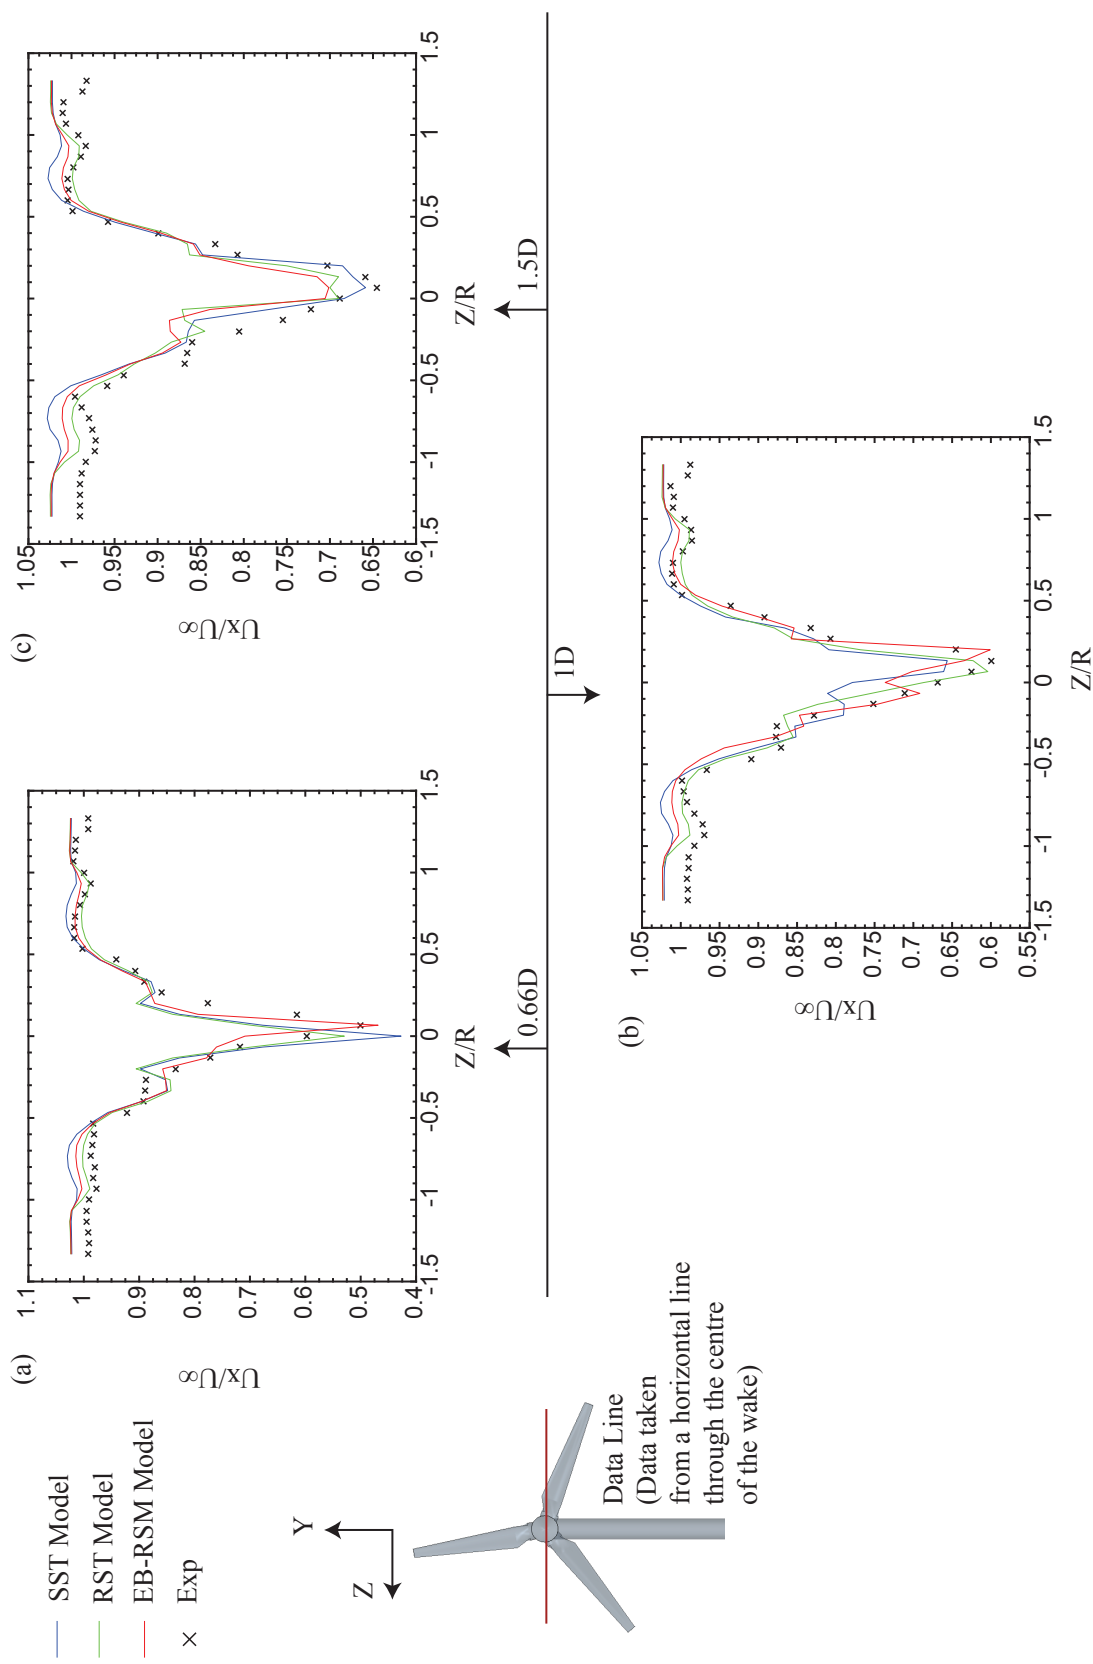 SST Model
RST Model
EB-RSM Model
Exp
Y
Z
Data Line
(Data taken
from a horizontal line
through the centre
of the wake)
(a)
Ux/U∞
1.1
1
0.9
0.8
0.7
0.6
0.5
0.4
-1.5
-1
-0.5
0
0.5
1
1.5
Z/R
(c)
Ux/U∞
1.05
1
0.95
0.9
0.85
0.8
0.75
0.7
0.65
0.6
-1.5
-1
-0.5
0
0.5
1
1.5
Z/R
0.66D
1D
1.5D
(b)
Ux/U∞
1.05
1
0.95
0.9
0.85
0.8
0.75
0.7
0.65
0.6
0.55
-1.5
-1
-0.5
0
0.5
1
1.5
Z/R